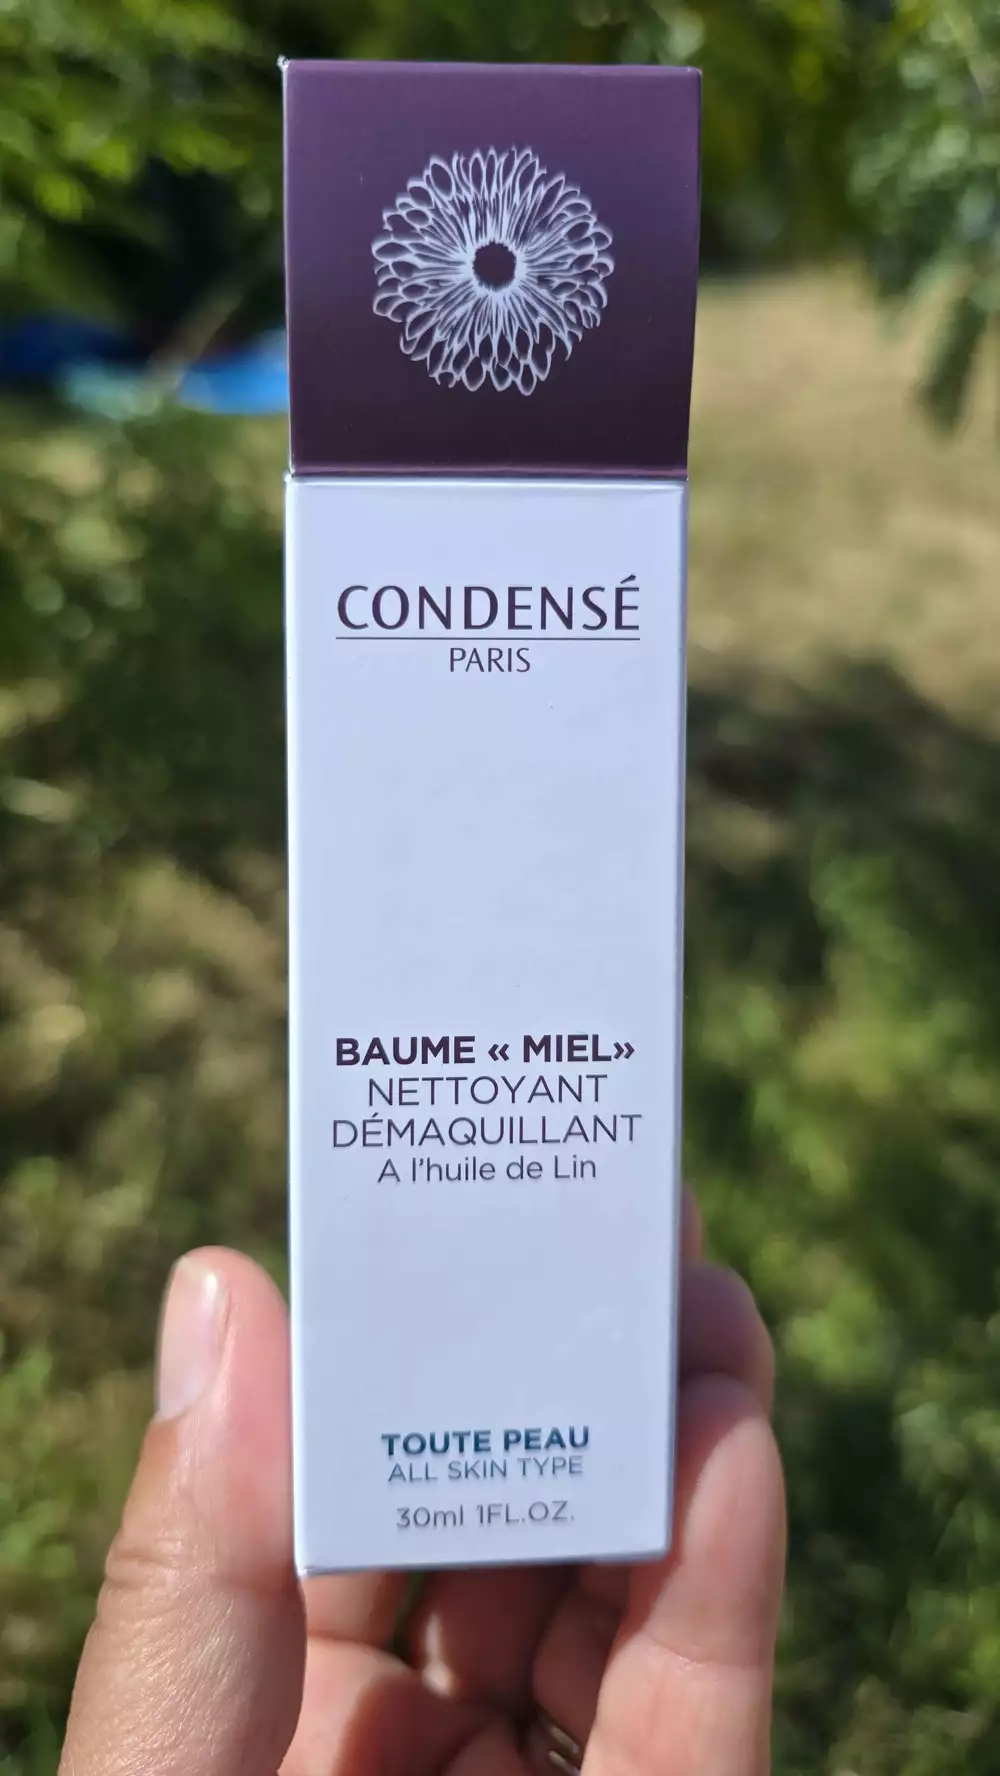 CONDENSÉ
PARIS
BAUME « MIEL»
NETTOYANT
DÉMAQUILLANT
A l'huile de Lin
TOUTE PEAU
ALL SKIN TYPE
30ml 1FL.OZ.